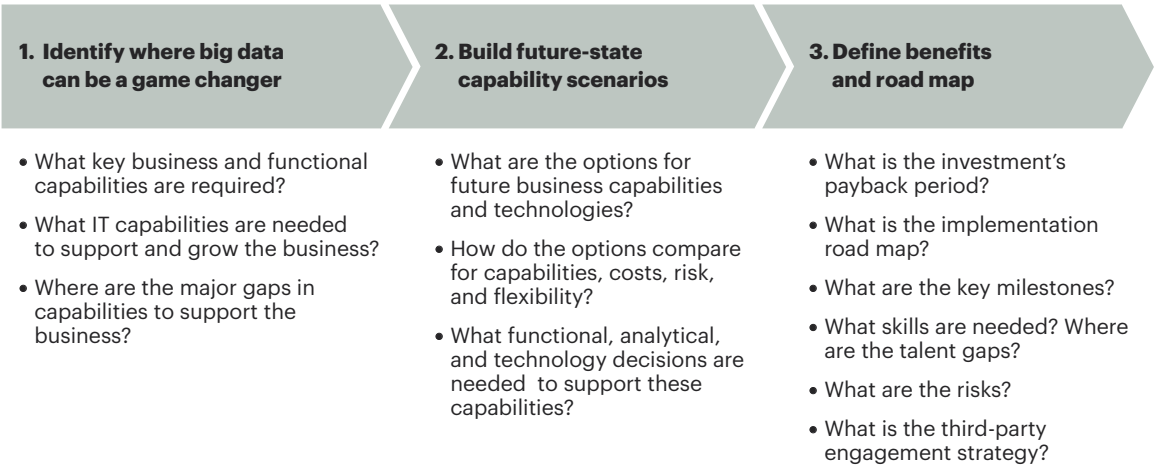 1. Identify where big data
can be a game changer
• What key business and functional
capabilities are required?
• What IT capabilities are needed
to support and grow the business?
• Where are the major gaps in
capabilities to support the
business?
2. Build future-state
capability scenarios
• What are the options for
future business capabilities
and technologies?
• How do the options compare
for capabilities, costs, risk,
and flexibility?
• What functional, analytical,
and technology decisions are
needed to support these
capabilities?
3. Define benefits
and road map
• What is the investment’s
payback period?
• What is the implementation
road map?
• What are the key milestones?
• What skills are needed? Where
are the talent gaps?
• What are the risks?
• What is the third-party
engagement strategy?